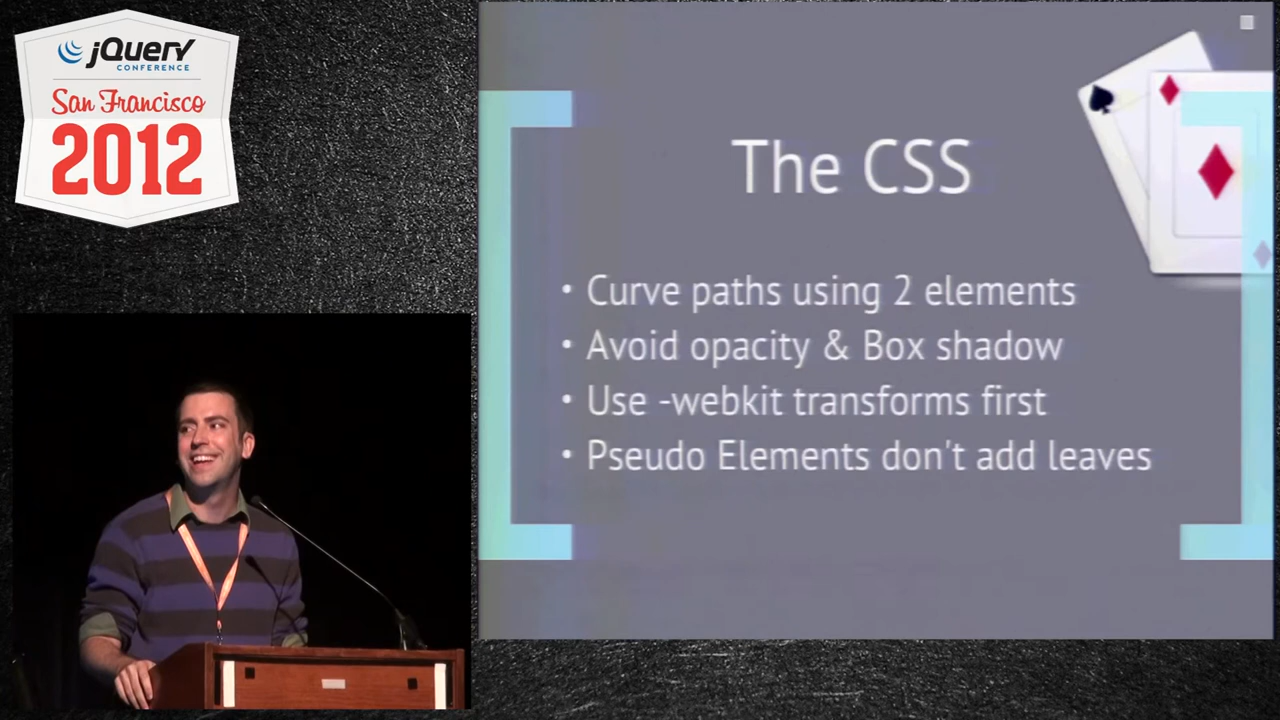 jQuery
CONFERENCE
San Francisco
2012
The CSS
• Curve paths using 2 elements
• Avoid opacity & Box shadow
• Use -webkit transforms first
• Pseudo Elements don't add leaves